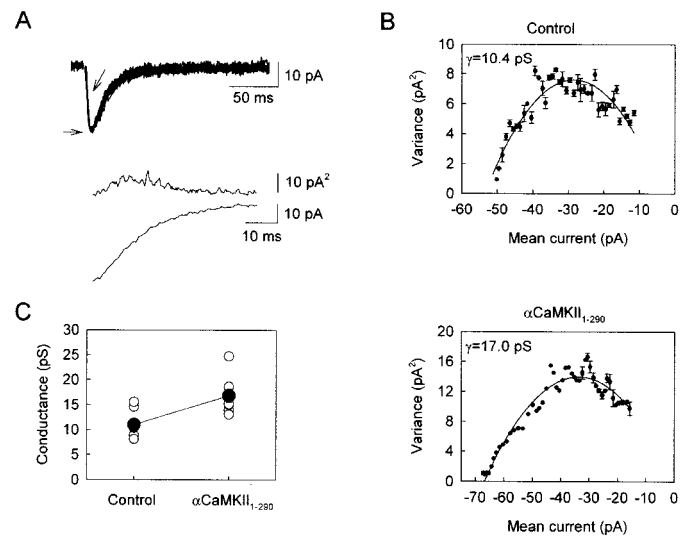 A
10 pA
50 ms
10 pA²
10 pA
10 ms
B
Control
γ=10.4 pS
Variance (pA²)
10
8
6
4
2
0
-60 -50 -40 -30 -20 -10 0
Mean current (pA)
C
Conductance (pS)
30
25
20
15
10
5
0
Control αCaMKII₁₋₂₉₀
αCaMKII₁₋₂₉₀
γ=17.0 pS
Variance (pA²)
20
16
12
8
4
0
-70 -60 -50 -40 -30 -20 -10 0
Mean current (pA)